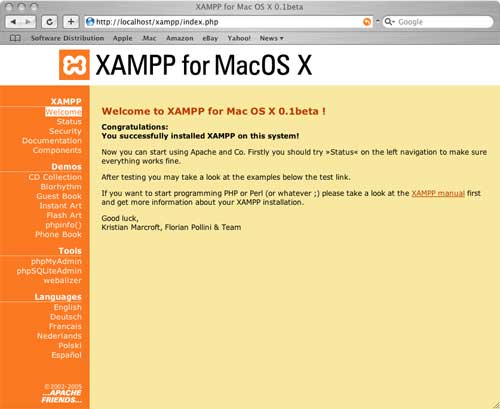 XAMPP for Mac OS X 0.1beta
http://localhost/xampp/index.php
Google
Software Distribution Apple .Mac Amazon eBay Yahoo! News ▾
XAMPP for MacOS X
XAMPP
Welcome
Status
Security
Documentation
Components
Demos
CD Collection
Biorhythm
Guest Book
Instant Art
Flash Art
phpinfo()
Phone Book
Tools
phpMyAdmin
phpSQLiteAdmin
webalizer
Languages
English
Deutsch
Francais
Nederlands
Polski
Español
©2002-2005
...APACHE
FRIENDS...
Welcome to XAMPP for Mac OS X 0.1beta !
Congratulations:
You successfully installed XAMPP on this system!
Now you can start using Apache and Co. Firstly you should try »Status« on the left navigation to make sure
everything works fine.
After testing you may take a look at the examples below the test link.
If you want to start programming PHP or Perl (or whatever ;) please take a look at the XAMPP manual first
and get more information about your XAMPP installation.
Good luck,
Kristian Marcroft, Florian Pollini & Team